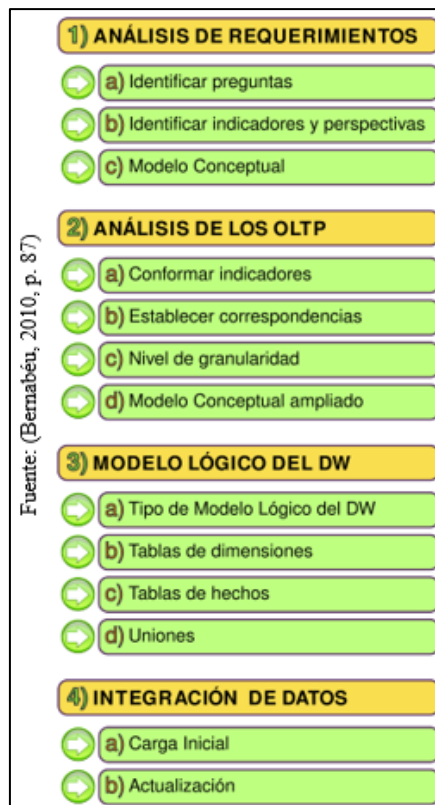 1) ANÁLISIS DE REQUERIMIENTOS
a) Identificar preguntas
b) Identificar indicadores y perspectivas
c) Modelo Conceptual
2) ANÁLISIS DE LOS OLTP
a) Conformar indicadores
b) Establecer correspondencias
c) Nivel de granularidad
d) Modelo Conceptual ampliado
3) MODELO LÓGICO DEL DW
a) Tipo de Modelo Lógico del DW
b) Tablas de dimensiones
c) Tablas de hechos
d) Uniones
4) INTEGRACIÓN DE DATOS
a) Carga Inicial
b) Actualización
Fuente: (Bernabéu, 2010, p. 87)